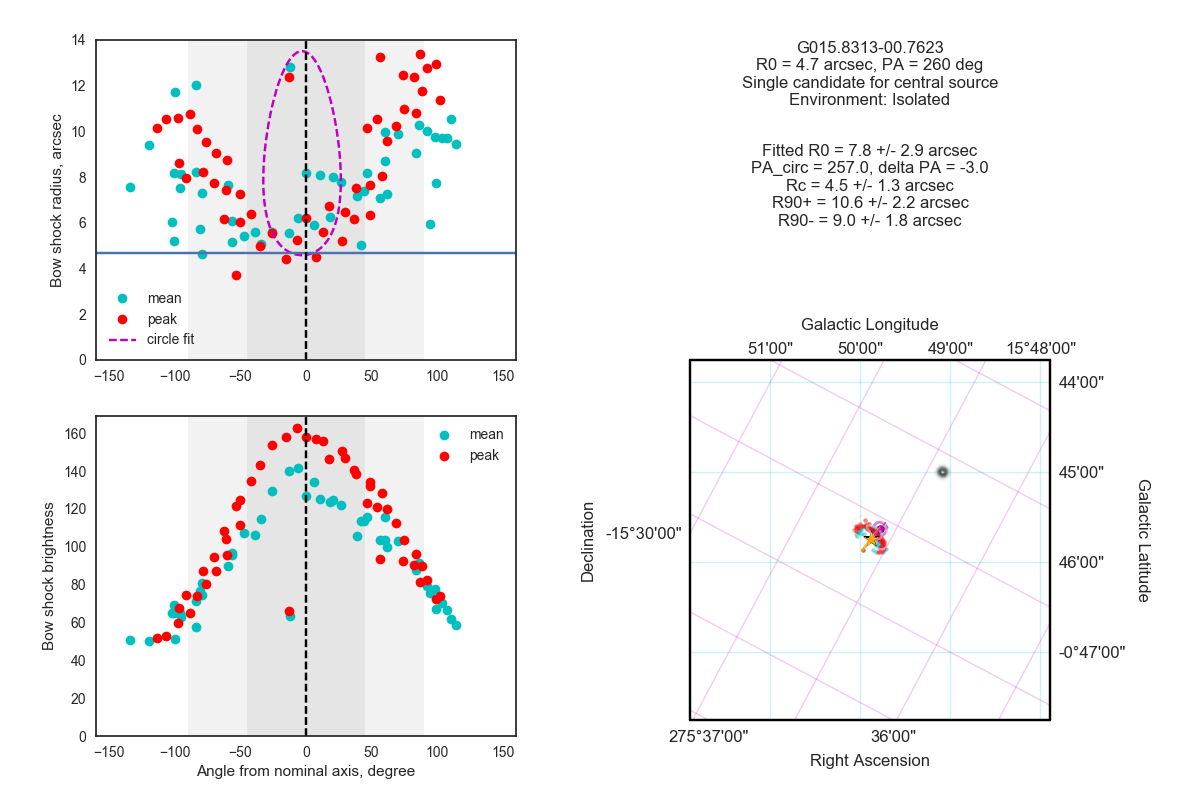 14
12
10
8
6
4
2
0
Bow shock radius, arcsec
mean
peak
circle fit
−150
−100
−50
0
50
100
150
160
140
120
100
80
60
40
20
0
Bow shock brightness
mean
peak
−150
−100
−50
0
50
100
150
Angle from nominal axis, degree
G015.8313-00.7623
R0 = 4.7 arcsec, PA = 260 deg
Single candidate for central source
Environment: Isolated
Fitted R0 = 7.8 +/- 2.9 arcsec
PA_circ = 257.0, delta PA = -3.0
Rc = 4.5 +/- 1.3 arcsec
R90+ = 10.6 +/- 2.2 arcsec
R90- = 9.0 +/- 1.8 arcsec
Galactic Longitude
51'00"
50'00"
49'00"
15°48'00"
44'00"
45'00"
46'00"
-0°47'00"
Galactic Latitude
-15°30'00"
Declination
275°37'00"
36'00"
Right Ascension